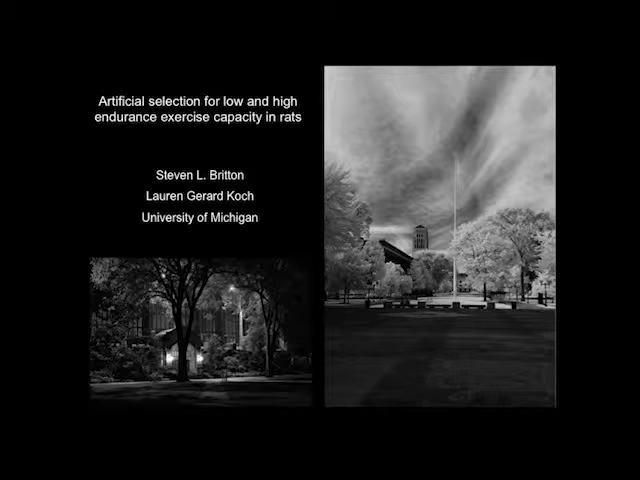 Artificial selection for low and high
endurance exercise capacity in rats
Steven L. Britton
Lauren Gerard Koch
University of Michigan